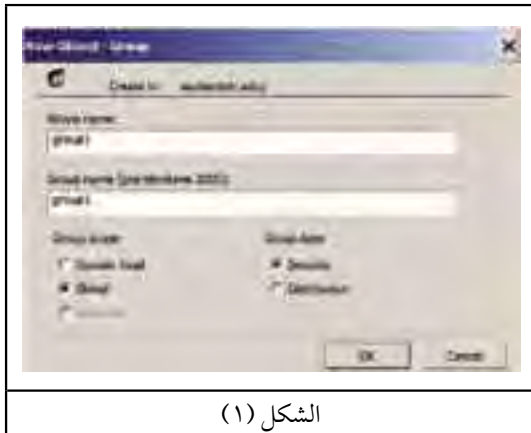 New Object - Group
Create in:
Group name:
group1
Group name (pre-Windows 2000):
group1
Group scope
Group type
Domain local
Security
Global
Distribution
OK
Cancel
الشكل (١)